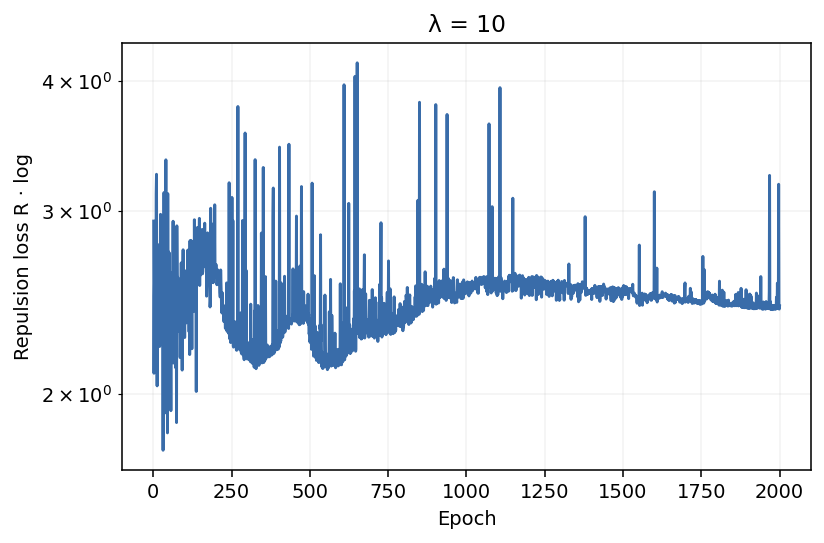 λ = 10
Repulsion loss R · log
4 × 10⁰
3 × 10⁰
2 × 10⁰
0 250 500 750 1000 1250 1500 1750 2000
Epoch